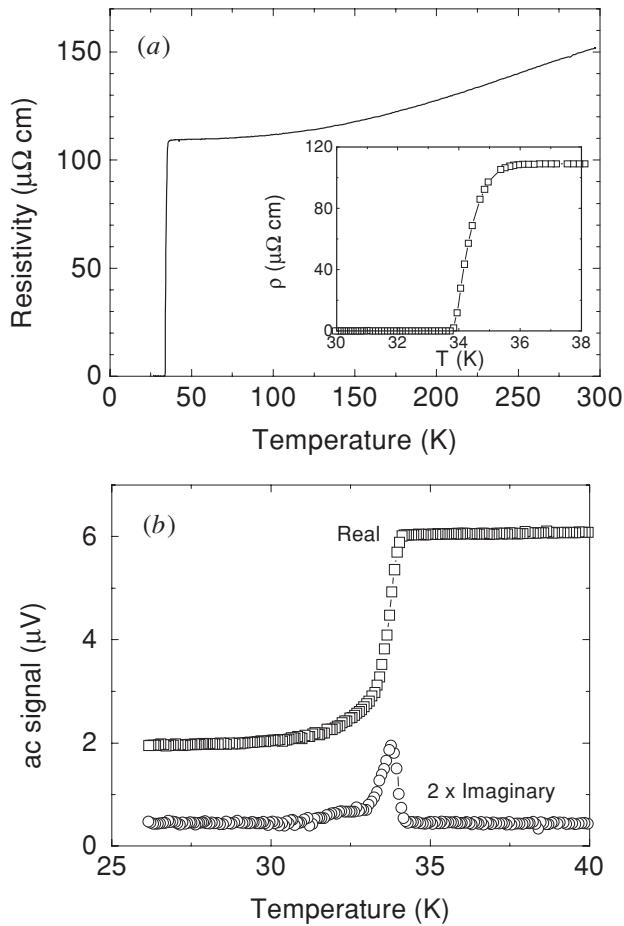 (a)
Resistivity (μΩ cm)
150
100
50
0
0 50 100 150 200 250 300
Temperature (K)
ρ (μΩ cm)
120
80
40
0
30 32 34 36 38
T (K)
(b)
ac signal (μV)
6
4
2
0
Real
2 x Imaginary
25 30 35 40
Temperature (K)